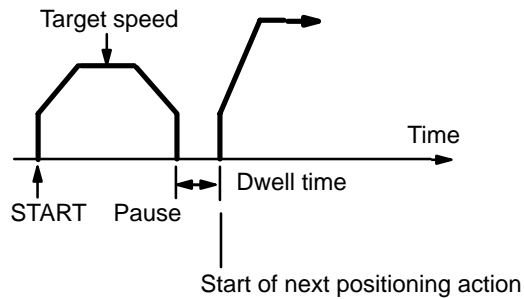 Target speed
Time
Dwell time
START
Pause
Start of next positioning action